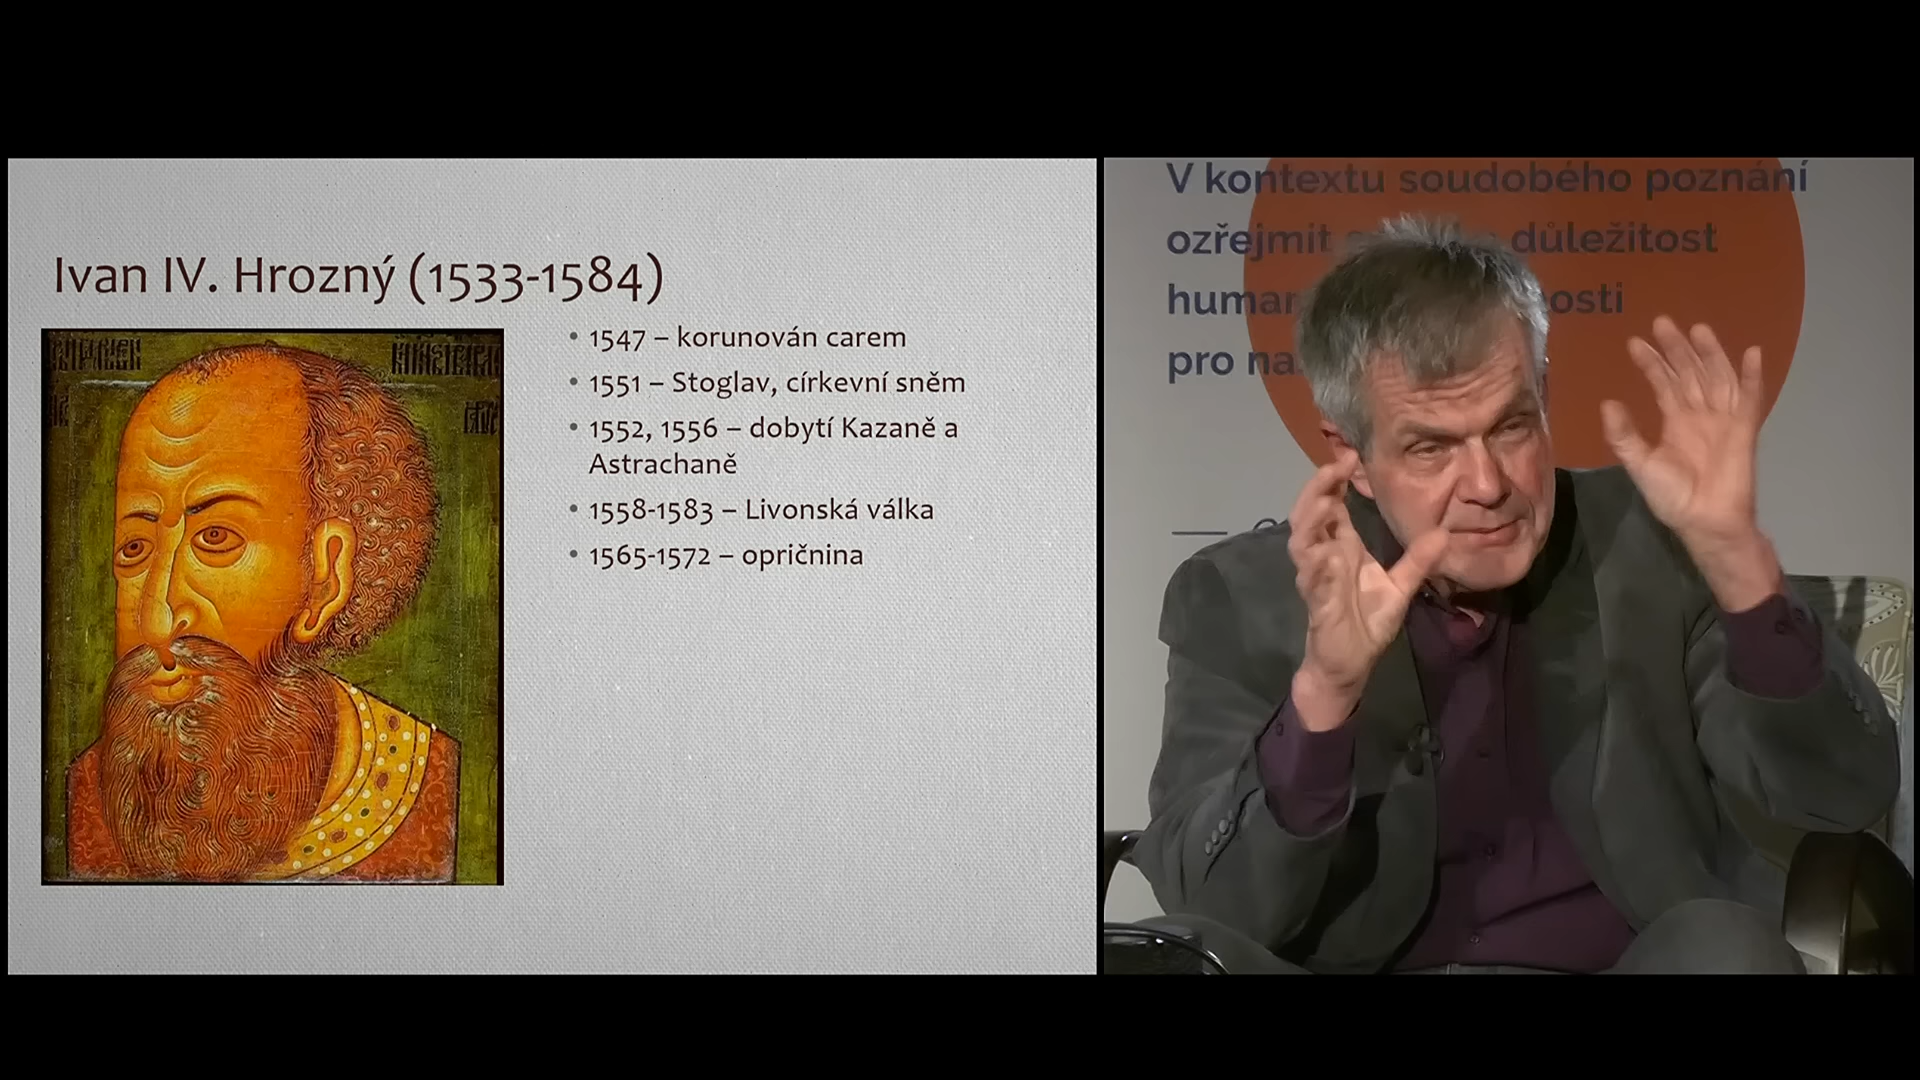 Ivan IV. Hrozný (1533-1584)
• 1547 – korunován carem
• 1551 – Stoglav, církevní sněm
• 1552, 1556 – dobytí Kazaně a
Astrachaně
• 1558-1583 – Livonská válka
• 1565-1572 – opričnina
V kontextu soudobého poznání
ozřejmit důležitost
pro